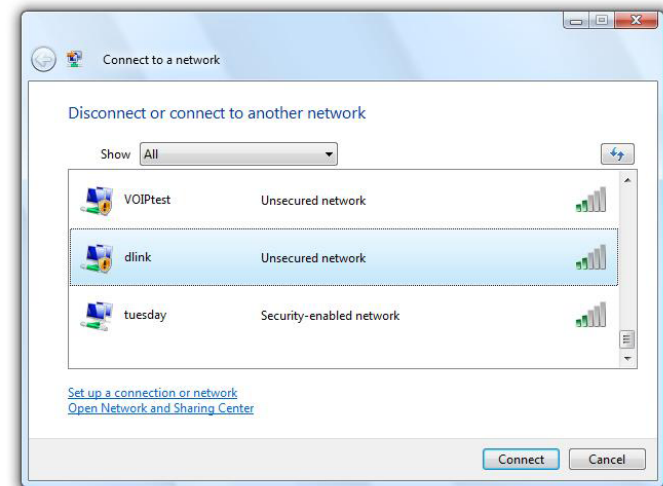 Connect to a network
Disconnect or connect to another network
Show All
VOIPtest Unsecured network
dlink Unsecured network
tuesday Security-enabled network
Set up a connection or network
Open Network and Sharing Center
Connect Cancel